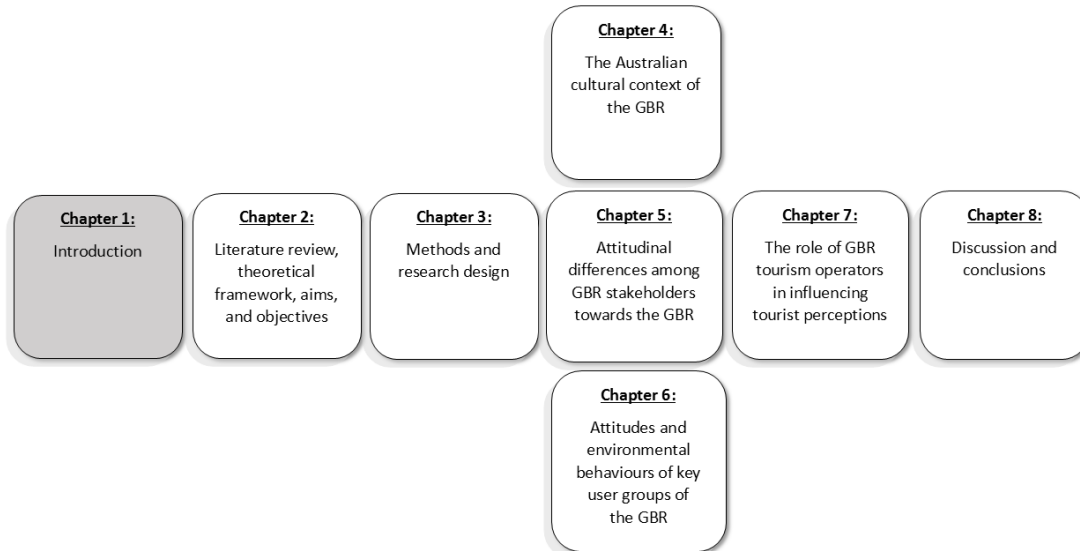 Chapter 4:
The Australian
cultural context of
the GBR
Chapter 1:
Introduction
Chapter 2:
Literature review,
theoretical
framework, aims,
and objectives
Chapter 3:
Methods and
research design
Chapter 5:
Attitudinal
differences among
GBR stakeholders
towards the GBR
Chapter 7:
The role of GBR
tourism operators
in influencing
tourist perceptions
Chapter 8:
Discussion and
conclusions
Chapter 6:
Attitudes and
environmental
behaviours of key
user groups of
the GBR